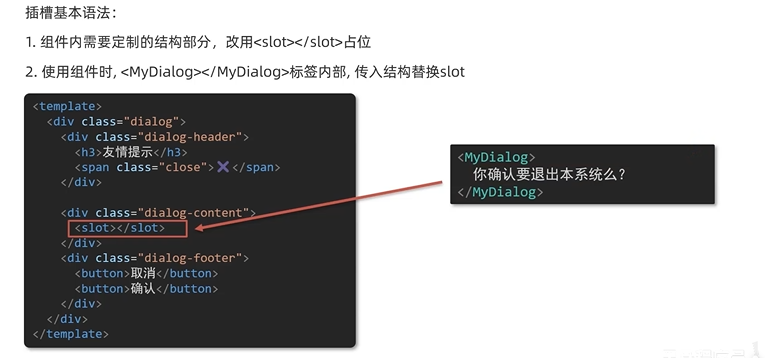 插槽基本语法：
1. 组件内需要定制的结构部分，改用<slot></slot>占位
2. 使用组件时, <MyDialog></MyDialog>标签内部, 传入结构替换slot
<template>
<div class="dialog">
<div class="dialog-header">
<h3>友情提示</h3>
<span class="close">✖️</span>
</div>
<div class="dialog-content">
<slot></slot>
</div>
<div class="dialog-footer">
<button>取消</button>
<button>确认</button>
</div>
</div>
</template>
<MyDialog>
你确认要退出本系统么？
</MyDialog>